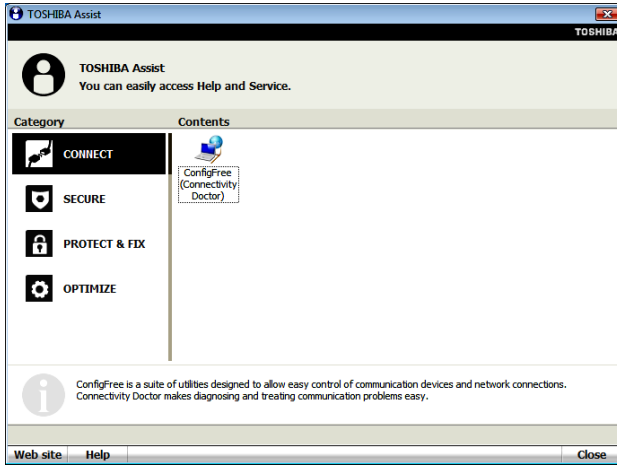 TOSHIBA Assist
TOSHIBA
TOSHIBA Assist
You can easily access Help and Service.
Category
Contents
CONNECT
SECURE
PROTECT & FIX
OPTIMIZE
ConfigFree
(Connectivity
Doctor)
ConfigFree is a suite of utilities designed to allow easy control of communication devices and network connections.
Connectivity Doctor makes diagnosing and treating communication problems easy.
Web site
Help
Close